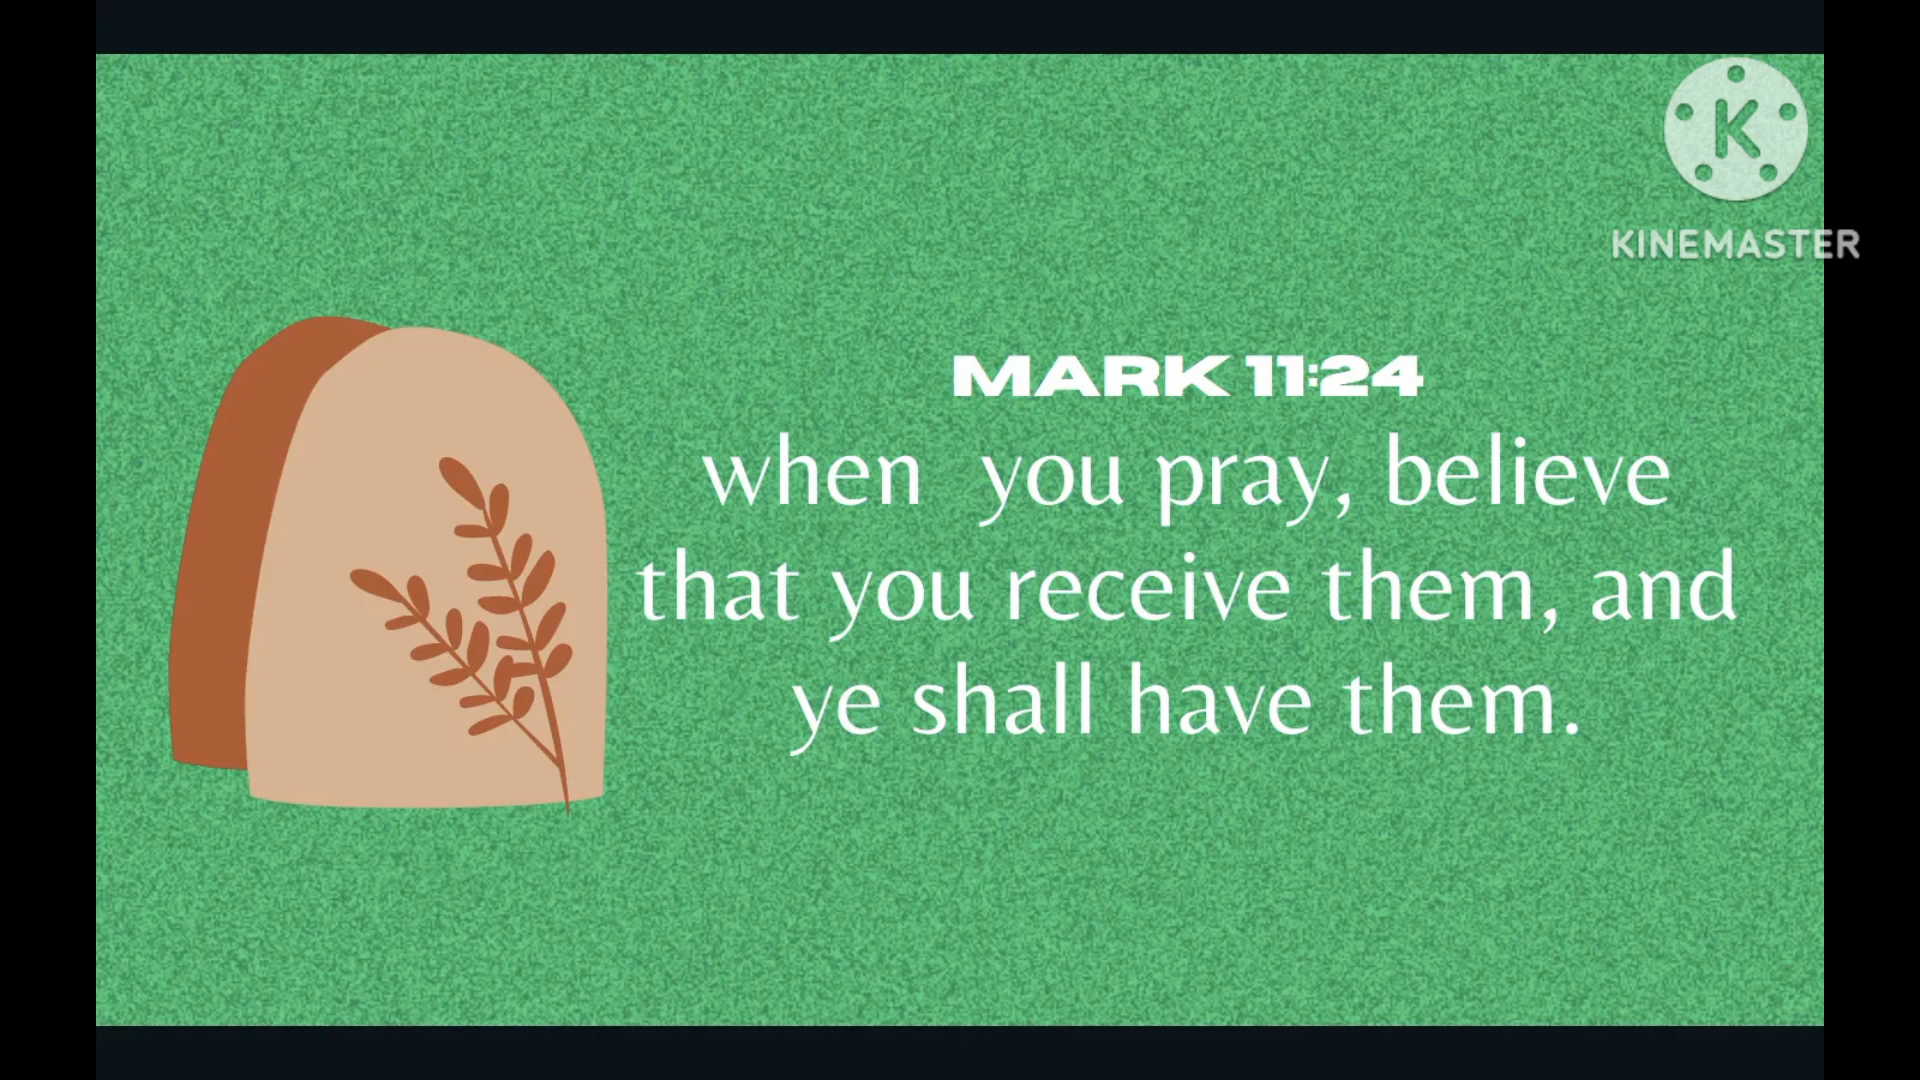 K
KINEMASTER
MARK 11:24
when you pray, believe
that you receive them, and
ye shall have them.